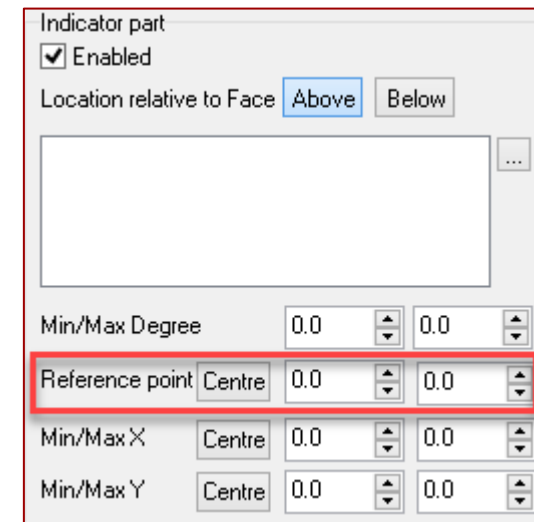 Indicator part
Enabled
Location relative to Face Above Below
...
Min/Max Degree 0.0 0.0
Reference point Centre 0.0 0.0
Min/Max X Centre 0.0 0.0
Min/Max Y Centre 0.0 0.0